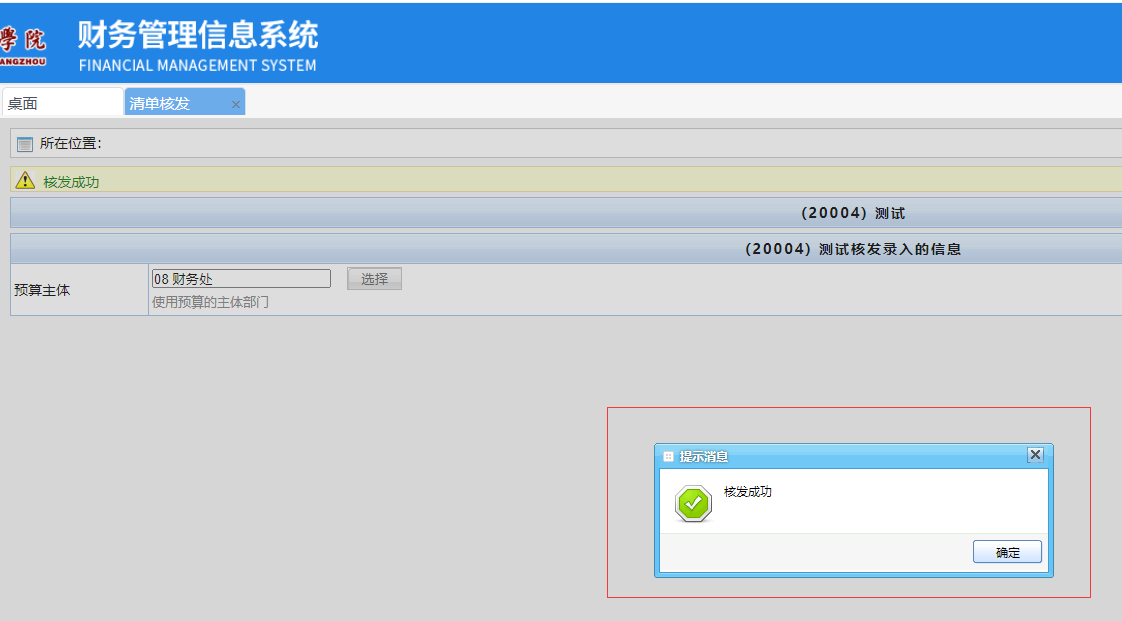 學院
ANGZHOU
财务管理信息系统
FINANCIAL MANAGEMENT SYSTEM
桌面
清单核发
所在位置：
核发成功
（20004）测试
（20004）测试核发录入的信息
预算主体
08 财务处
选择
使用预算的主体部门
提示消息
核发成功
确定